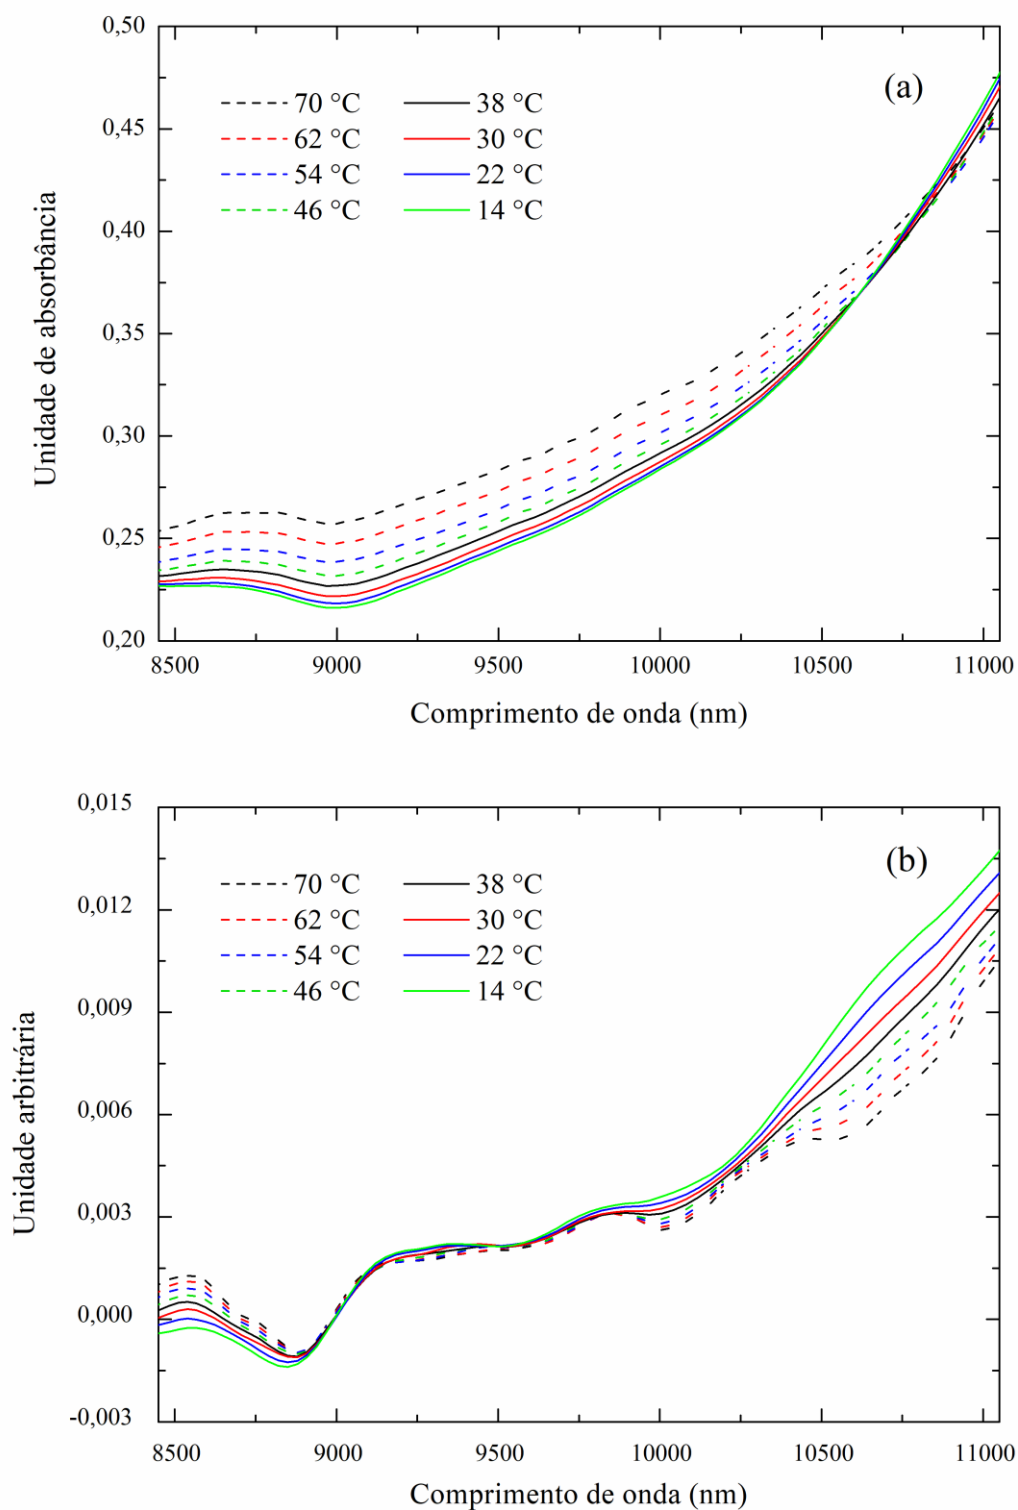 0,50
(a)
70 °C 38 °C
62 °C 30 °C
54 °C 22 °C
46 °C 14 °C
0,45
0,40
0,35
0,30
0,25
0,20
Unidade de absorbância
8500 9000 9500 10000 10500 11000
Comprimento de onda (nm)
0,015
(b)
70 °C 38 °C
62 °C 30 °C
54 °C 22 °C
46 °C 14 °C
0,012
0,009
0,006
0,003
0,000
-0,003
Unidade arbitrária
8500 9000 9500 10000 10500 11000
Comprimento de onda (nm)